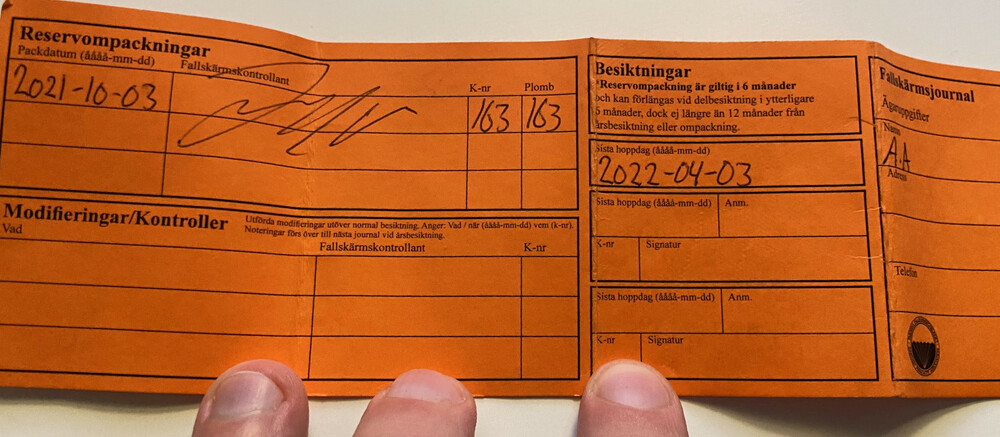 Reservompackningar
Packdatum (åååå-mm-dd) Fallskärmskontrollant K-nr Plomb
2021-10-03 163 163
Modifieringar/Kontroller Utförda modifieringar utöver normal besiktning. Anger: Vad / når (åååå-mm-dd) vem (k-nr).
Noteringar förs över till nästa journal vid årsbesiktning.
Vad Fallskärmskontrollant K-nr
Besiktningar
Reservompackning är giltig i 6 månader
och kan förlängas vid delbesiktning i ytterligare
6 månader, dock ej längre än 12 månader från
årsbesiktning eller ompackning.
Sista hoppdag (åååå-mm-dd)
2022-04-03
Sista hoppdag (åååå-mm-dd) Anm.
K-nr Signatur
Sista hoppdag (åååå-mm-dd) Anm.
K-nr Signatur
Fallskärmsjournal
Ägaruppgifter
Namn
A.A
Adress
Telefon